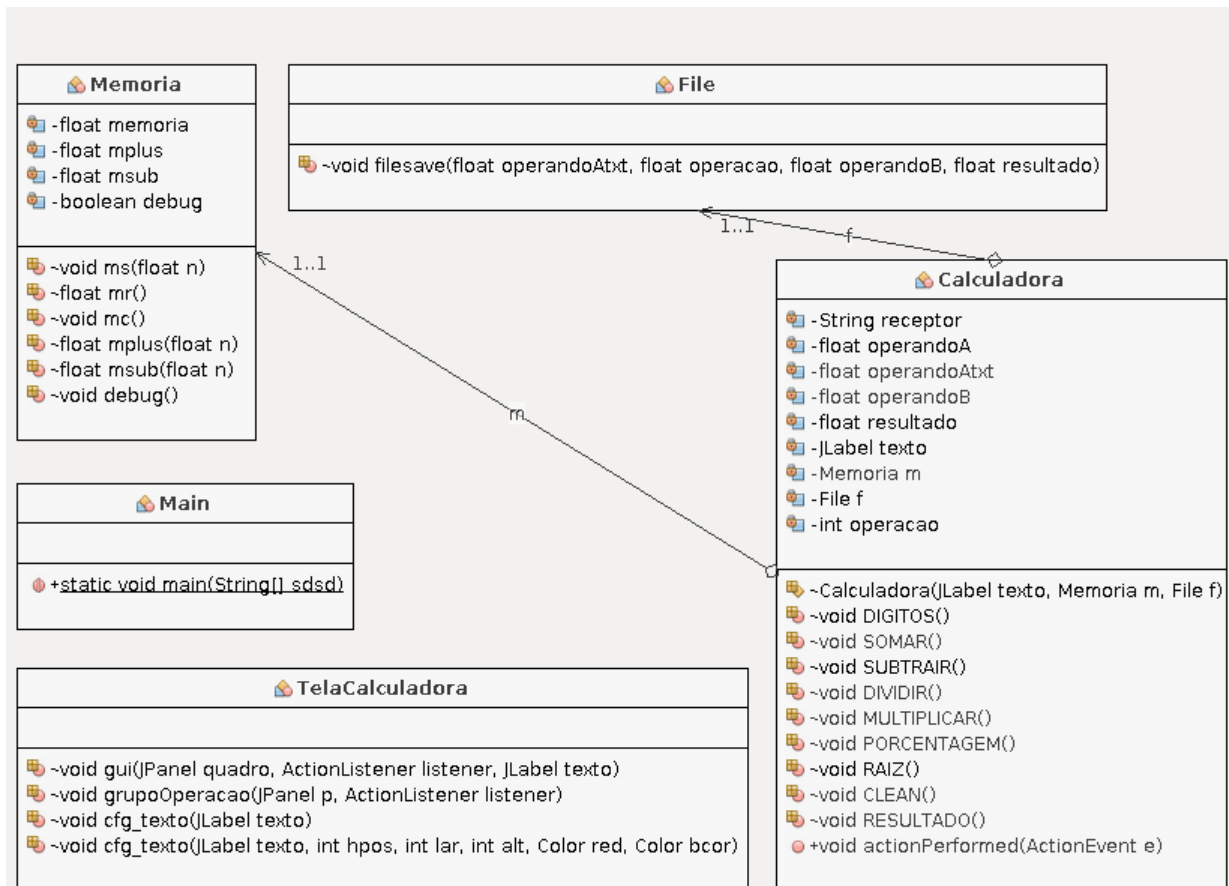 Memoria
-float memoria
-float mplus
-float msub
-boolean debug
~void ms(float n)
~float mr()
~void mc()
~float mplus(float n)
~float msub(float n)
~void debug()
File
~void filesave(float operandoAtxt, float operacao, float operandoB, float resultado)
1..1
f
1..1
m
Calculadora
-String receptor
-float operandoA
-float operandoAtxt
-float operandoB
-float resultado
-JLabel texto
-Memoria m
-File f
-int operacao
~Calculadora(JLabel texto, Memoria m, File f)
~void DIGITOS()
~void SOMAR()
~void SUBTRAIR()
~void DIVIDIR()
~void MULTIPLICAR()
~void PORCENTAGEM()
~void RAIZ()
~void CLEAN()
~void RESULTADO()
+void actionPerformed(ActionEvent e)
Main
+static void main(String[] sdsd)
TelaCalculadora
~void gui(JPanel quadro, ActionListener listener, JLabel texto)
~void grupoOperacao(JPanel p, ActionListener listener)
~void cfg_texto(JLabel texto)
~void cfg_texto(JLabel texto, int hpos, int lar, int alt, Color red, Color bcor)